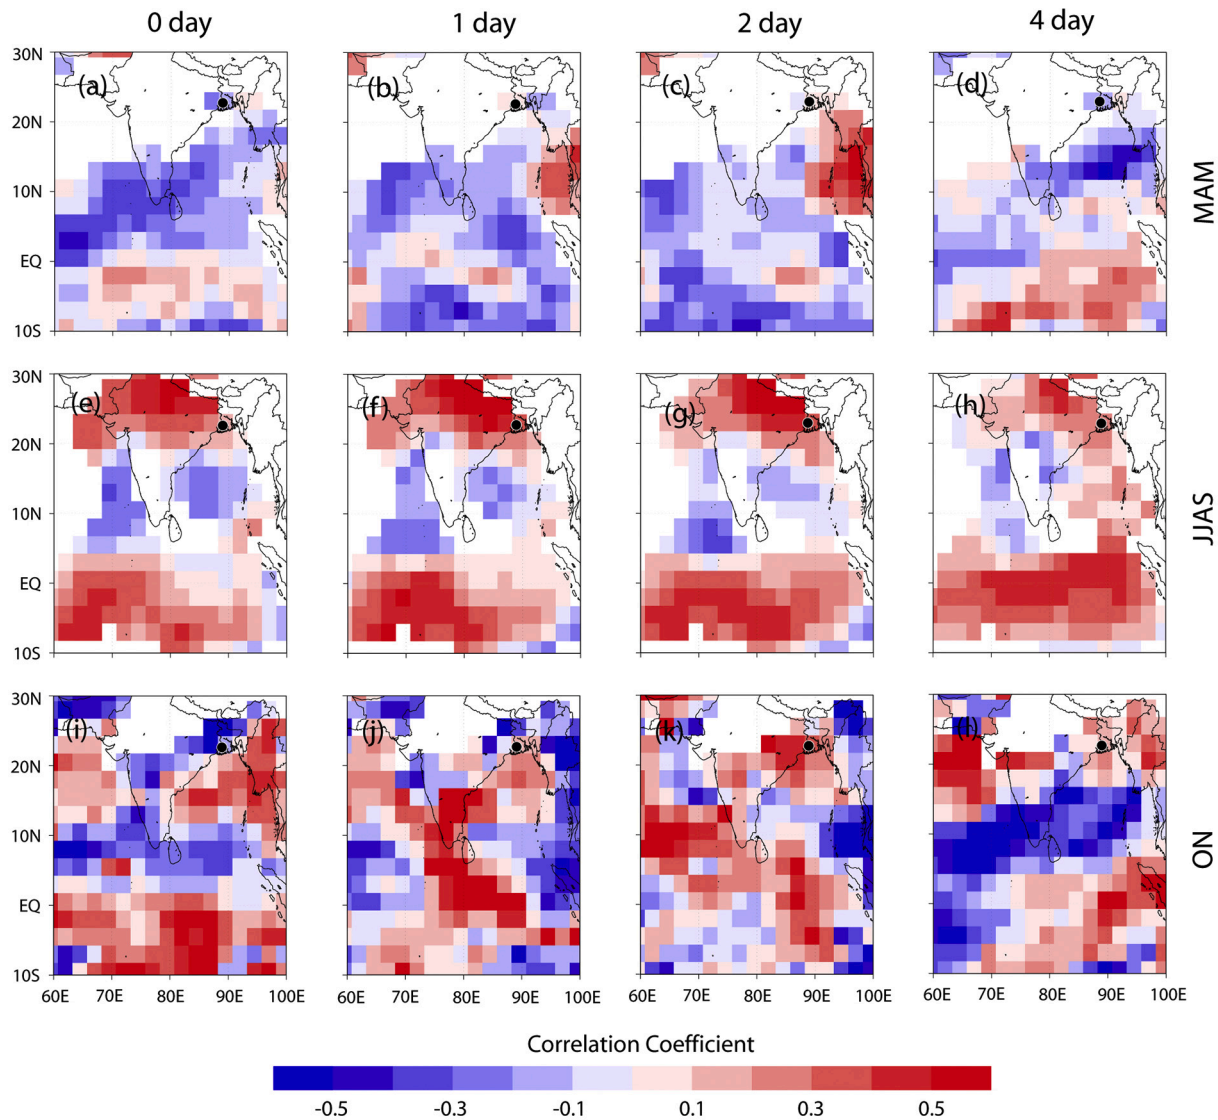 0 day 1 day 2 day 4 day
30N
20N
10N
EQ
10S
(a) (b) (c) (d)
MAM
30N
20N
10N
EQ
10S
(e) (f) (g) (h)
JJAS
30N
20N
10N
EQ
10S
(i) (j) (k) (l)
ON
60E 70E 80E 90E 100E 60E 70E 80E 90E 100E 60E 70E 80E 90E 100E 60E 70E 80E 90E 100E
Correlation Coefficient
-0.5 -0.3 -0.1 0.1 0.3 0.5